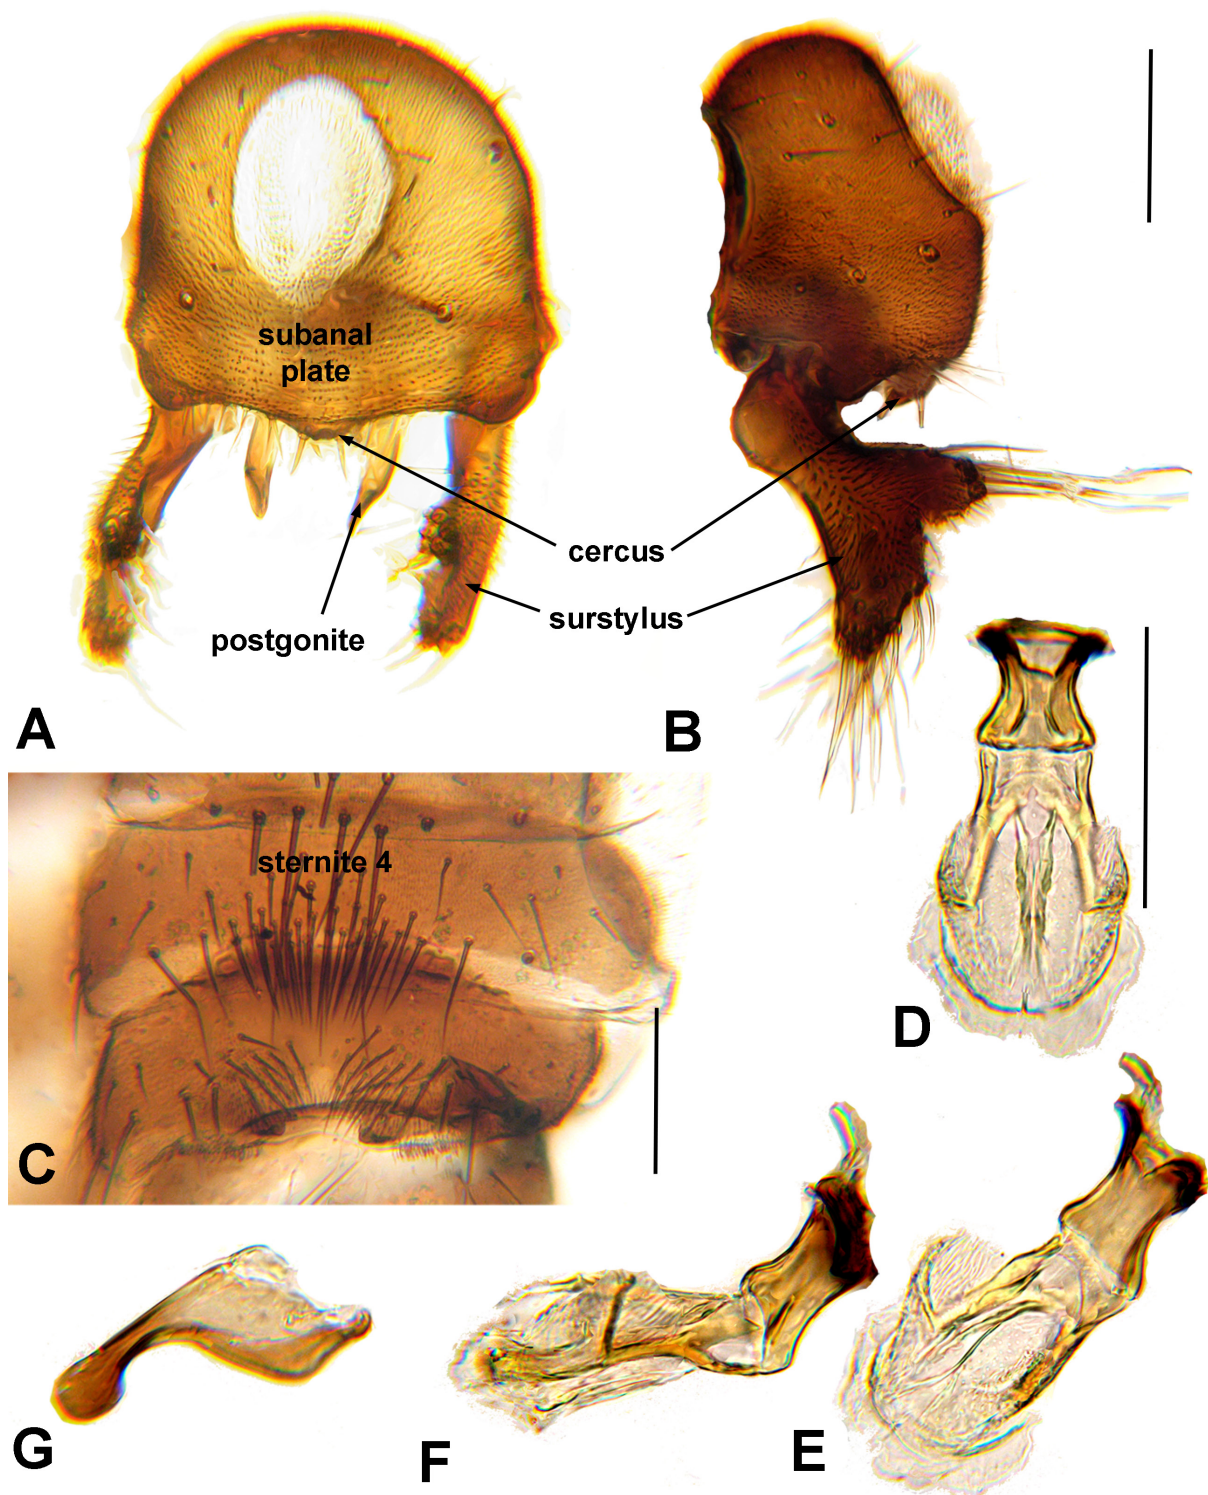 subanal
plate
cercus
surstylus
postgonite
A
B
sternite 4
D
C
G
F
E